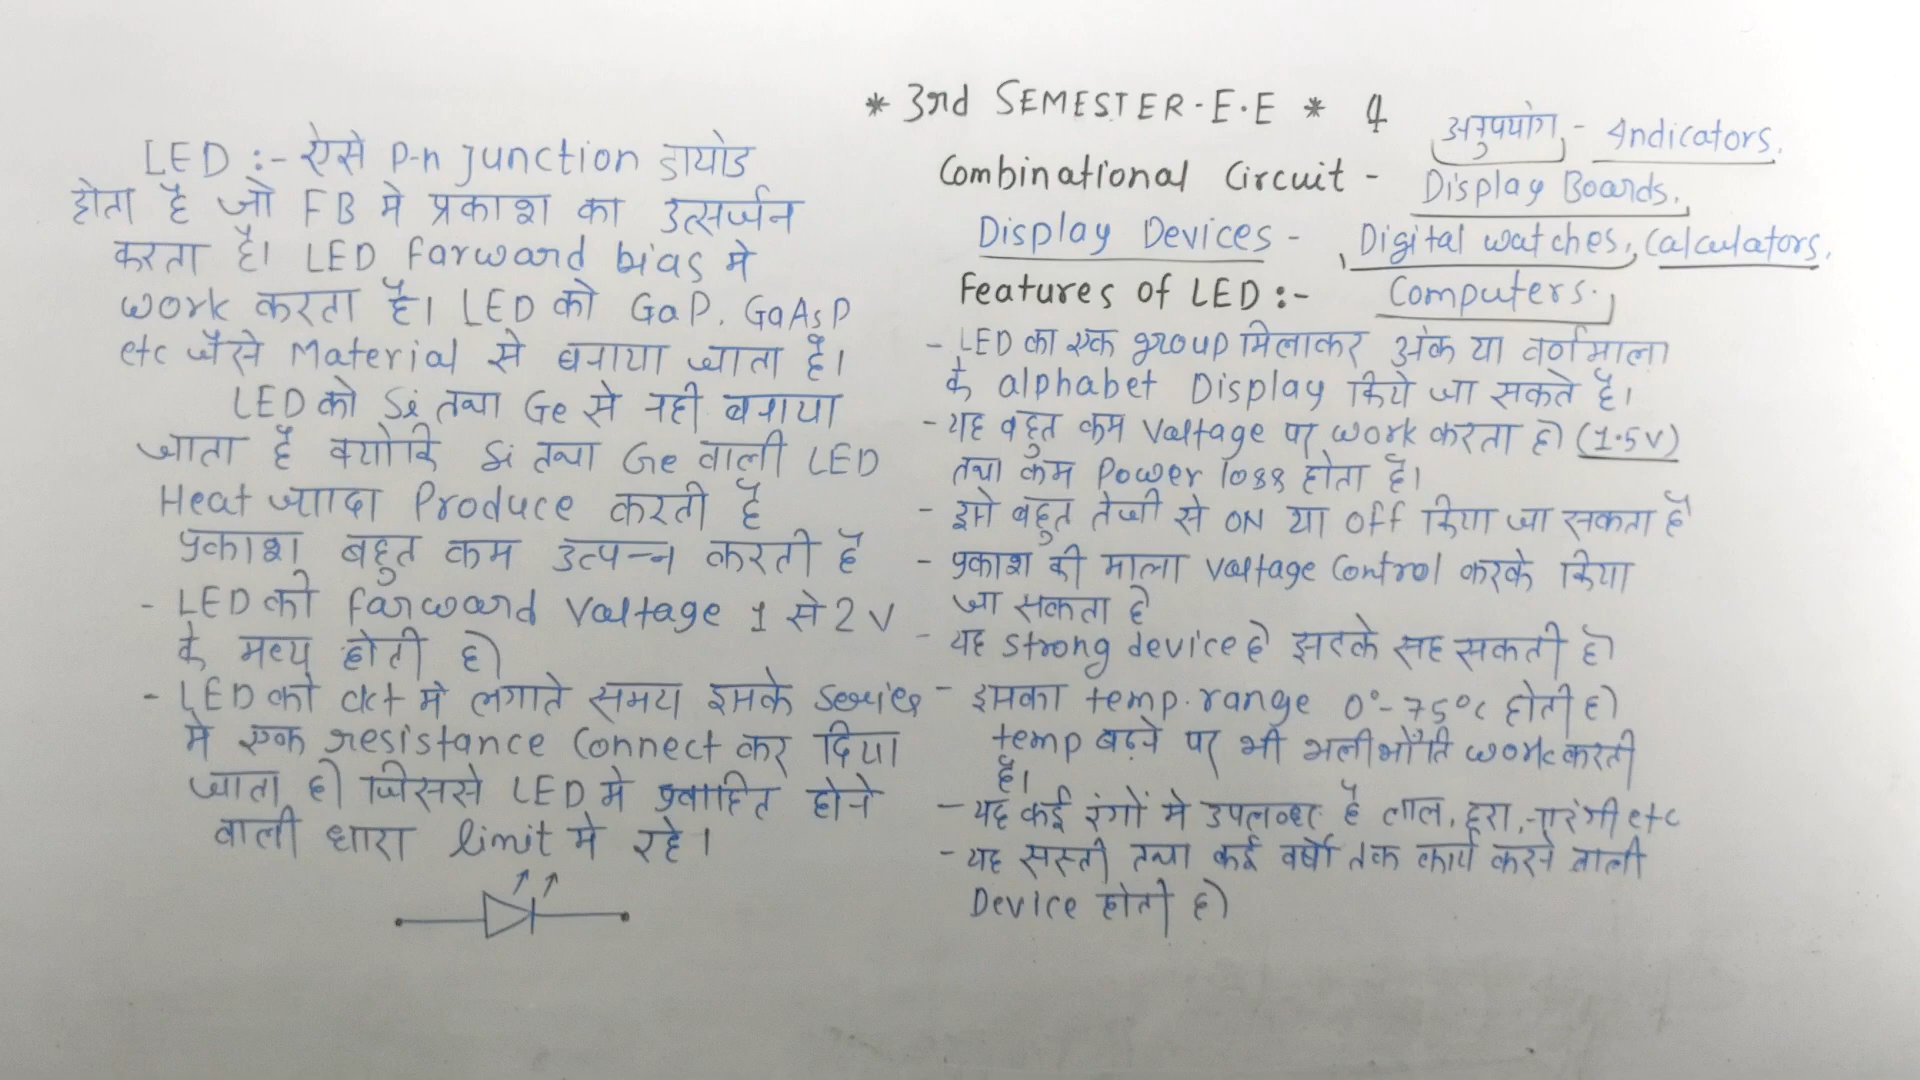 * 3rd SEMESTER-E.E * 4
LED :- ऐसे P-n Junction डायोड
होता है जो FB मे प्रकाश का उत्सर्जन
करता है। LED forward bias मे
work करता है। LED को GaP, GaAsP
etc जैसे Material से बनाया जाता है।
LED को Si तथा Ge से नही बनाया
जाता है क्योकि Si तथा Ge वाली LED
Heat ज्यादा Produce करती है
प्रकाश बहुत कम उत्पन्न करती है
- LED की forward Voltage 1 से 2 V
के मध्य होती है।
- LED को ckt मे लगाते समय इसके Series
मे एक resistance Connect कर दिया
जाता है। जिससे LED मे प्रवाहित होने
वाली धारा limit मे रहे।
Combinational Circuit -
Display Devices -
अनुपयोग - Indicators,
Display Boards,
Digital watches, Calculators,
Computers.
Features of LED :-
- LED का एक group मिलाकर अंक या वर्णमाला
के alphabet Display किये जा सकते है।
- यह बहुत कम Voltage पर work करता है। (1.5V)
तथा कम Power loss होता है।
- इसे बहुत तेजी से ON या OFF किया जा सकता है
- प्रकाश की मात्रा Voltage Control करके किया
जा सकता है
- यह strong device है झटके सह सकती है।
- इसका temp. range 0°-75°c होती है।
temp बढ़ने पर भी भलीभाँति work करती
है।
- यह कई रंगों मे उपलब्ध है लाल, हरा, नारंगी etc
- यह सस्ती तथा कई वर्षो तक कार्य करने वाली
Device होती है।